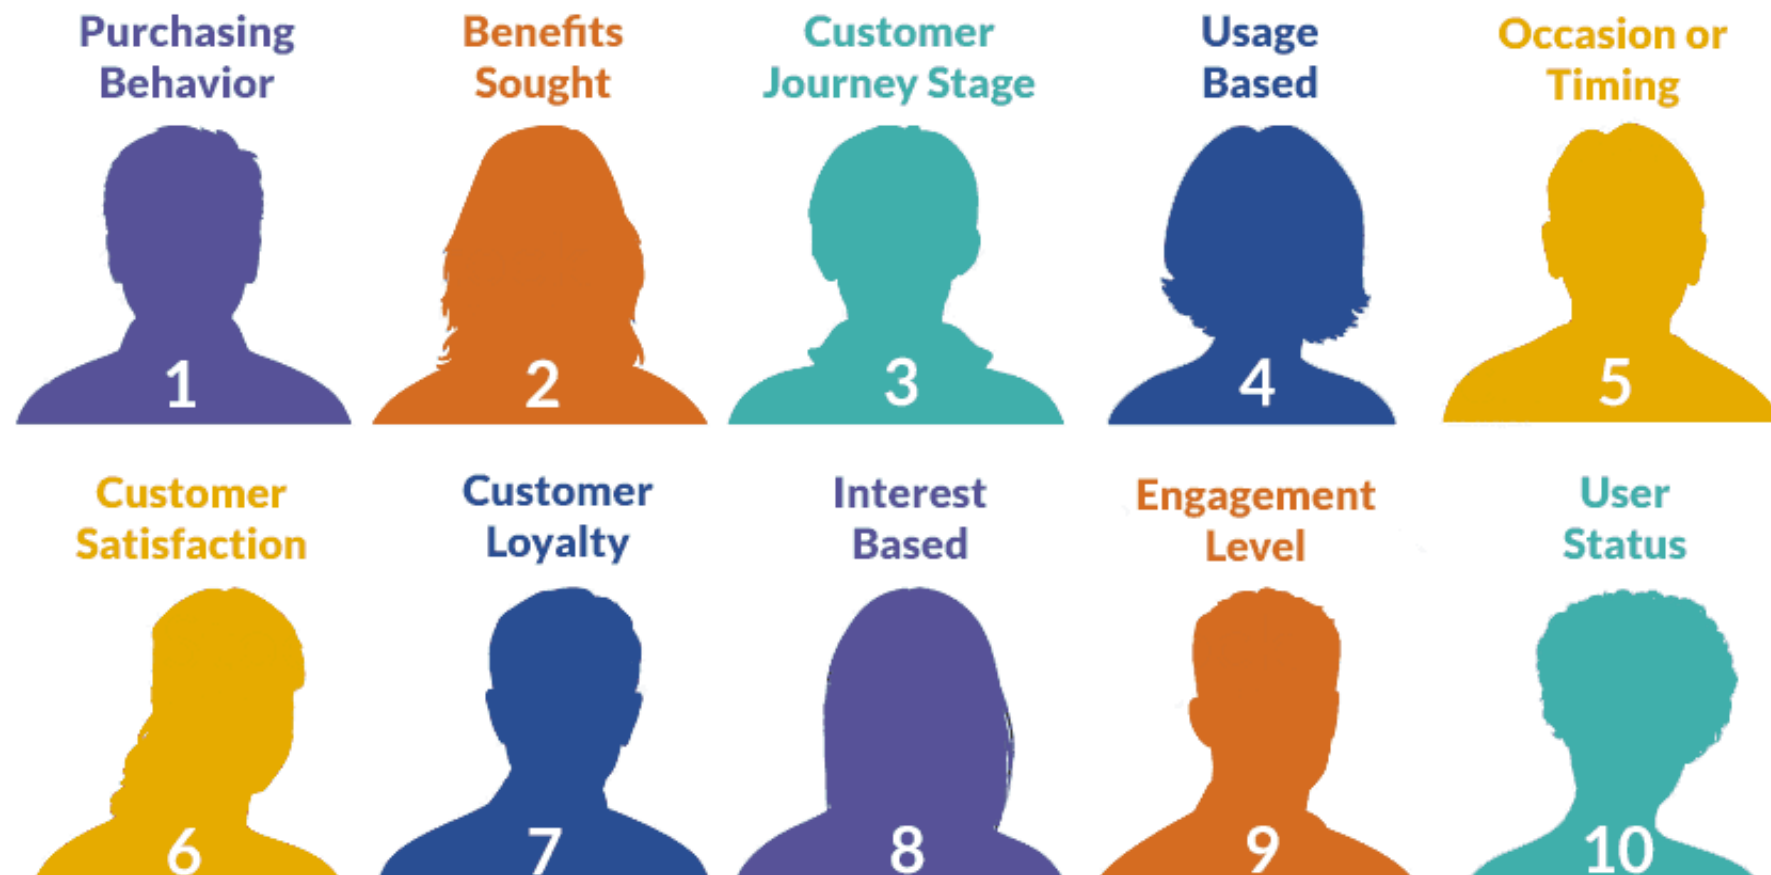 Purchasing
Behavior
1
Benefits
Sought
2
Customer
Journey Stage
3
Usage
Based
4
Occasion or
Timing
5
Customer
Satisfaction
6
Customer
Loyalty
7
Interest
Based
8
Engagement
Level
9
User
Status
10